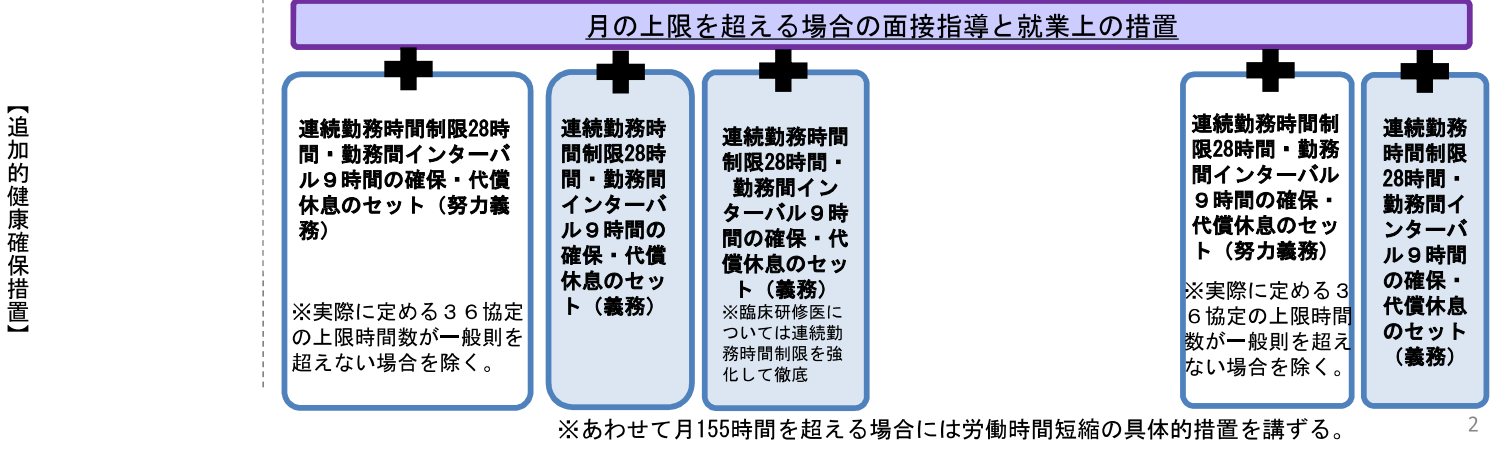 月の上限を超える場合の面接指導と就業上の措置
【追加的健康確保措置】
連続勤務時間制限28時
間・勤務間インターバ
ル９時間の確保・代償
休息のセット（努力義
務）
※実際に定める３６協定
の上限時間数が一般則を
超えない場合を除く。
連続勤務時
間制限28時
間・勤務間
インターバ
ル９時間の
確保・代償
休息のセッ
ト（義務）
連続勤務時間
制限28時間・
勤務間イン
ターバル９時
間の確保・代
償休息のセッ
ト（義務）
※臨床研修医に
ついては連続勤
務時間制限を強
化して徹底
連続勤務時間制
限28時間・勤務
間インターバル
９時間の確保・
代償休息のセッ
ト（努力義務）
※実際に定める３
６協定の上限時間
数が一般則を超え
ない場合を除く。
連続勤務
時間制限
28時間・
勤務間イ
ンターバ
ル９時間
の確保・
代償休息
のセット
（義務）
※あわせて月155時間を超える場合には労働時間短縮の具体的措置を講ずる。
2